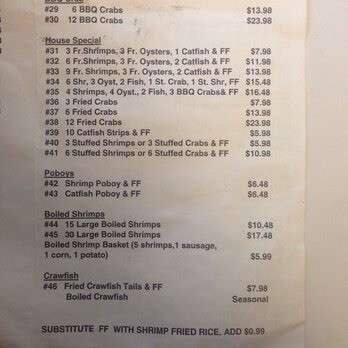 #29 6 BBQ Crabs $13.98
#30 12 BBQ Crabs $23.98
House Special
#31 3 Fr.Shrimps, 3 Fr. Oysters, 1 Catfish & FF $7.98
#32 6 Fr.Shrimps, 3 Fr. Oysters, 2 Catfish & FF $11.98
#33 9 Fr. Shrimps, 3 Fr. Oysters, 2 Catfish & FF $13.98
#34 6 Shr, 3 Oyst, 2 Fish, 1 St. Crab, 1 St. Shr, FF $15.48
#35 4 Shrimps, 4 Oyst., 2 Fish, 3 BBQ Crabs& FF $16.48
#36 3 Fried Crabs $7.98
#37 6 Fried Crabs $13.98
#38 12 Fried Crabs $23.98
#39 10 Catfish Strips & FF $5.98
#40 3 Stuffed Shrimps or 3 Stuffed Crabs & FF $5.98
#41 6 Stuffed Shrimps or 6 Stuffed Crabs & FF $10.98
Poboys
#42 Shrimp Poboy & FF $6.48
#43 Catfish Poboy & FF $6.48
Boiled Shrimps
#44 15 Large Boiled Shrimps $10.48
#45 30 Large Boiled Shrimps $17.48
Boiled Shrimp Basket (5 shrimps,1 sausage,
1 corn, 1 potato) $5.99
Crawfish
#46 Fried Crawfish Tails & FF $7.98
Boiled Crawfish Seasonal
SUBSTITUTE FF WITH SHRIMP FRIED RICE, ADD $0.99